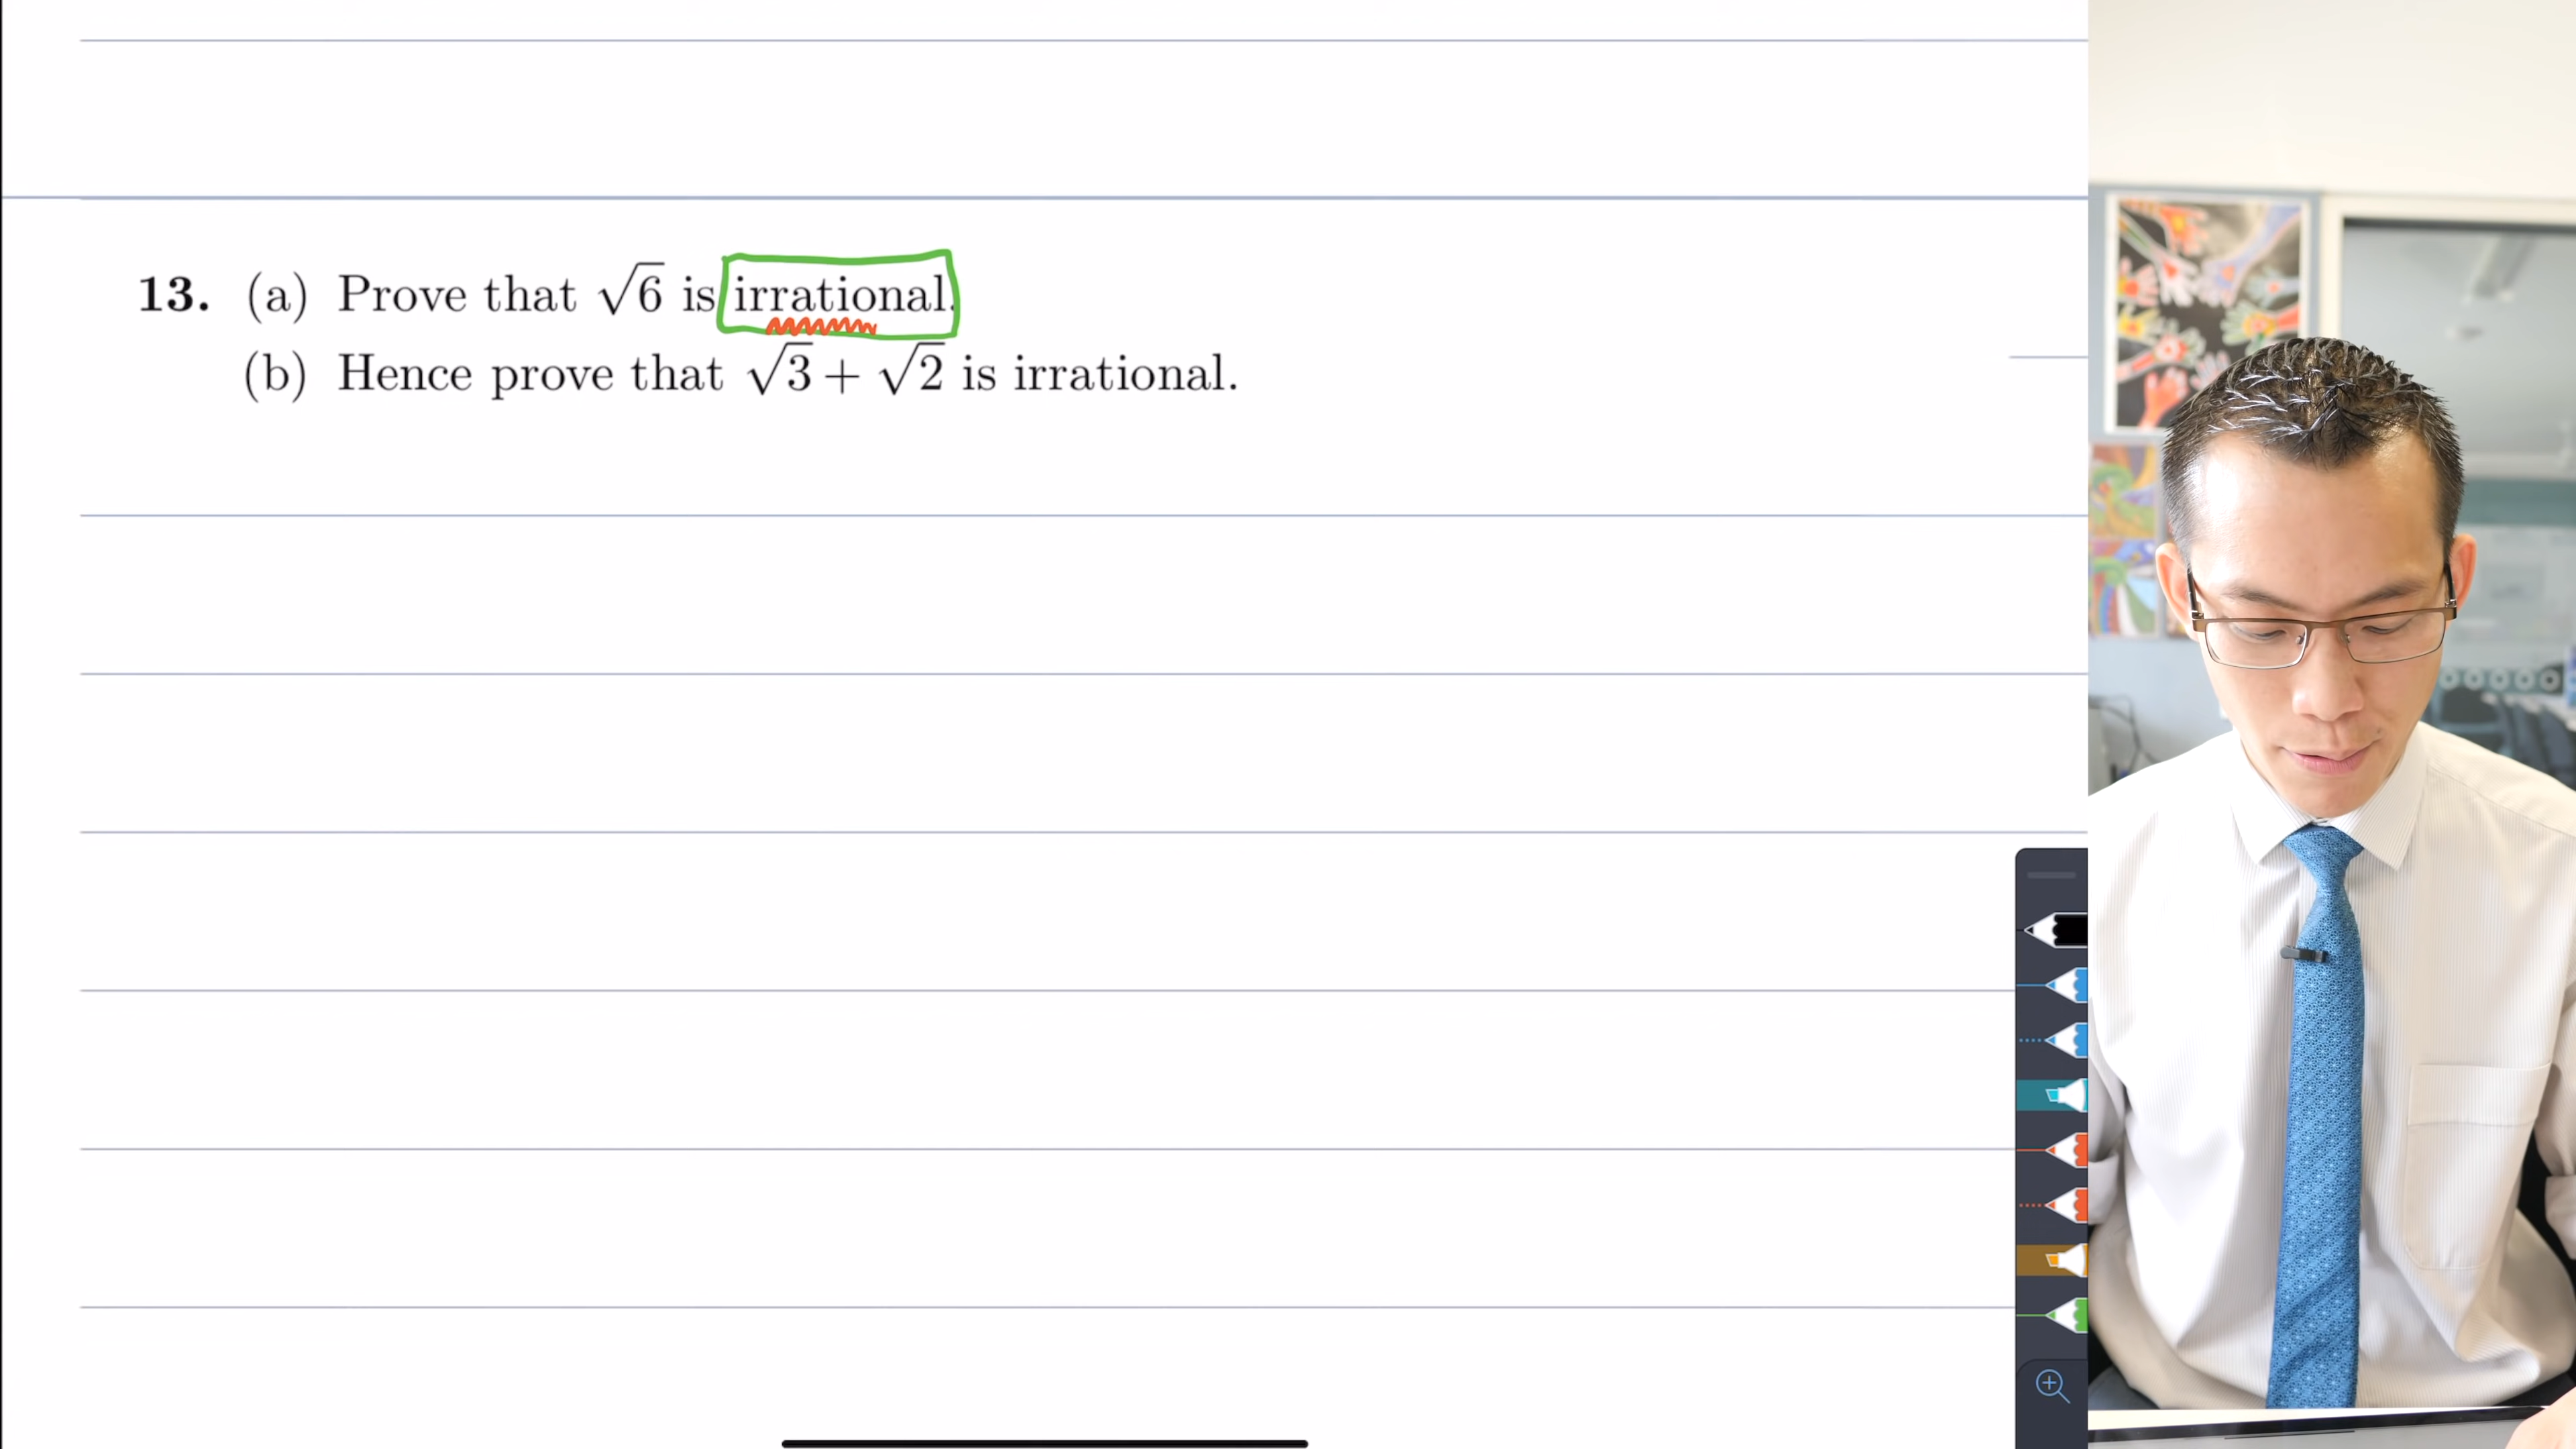 13. (a) Prove that √6 is irrational.
(b) Hence prove that √3 + √2 is irrational.